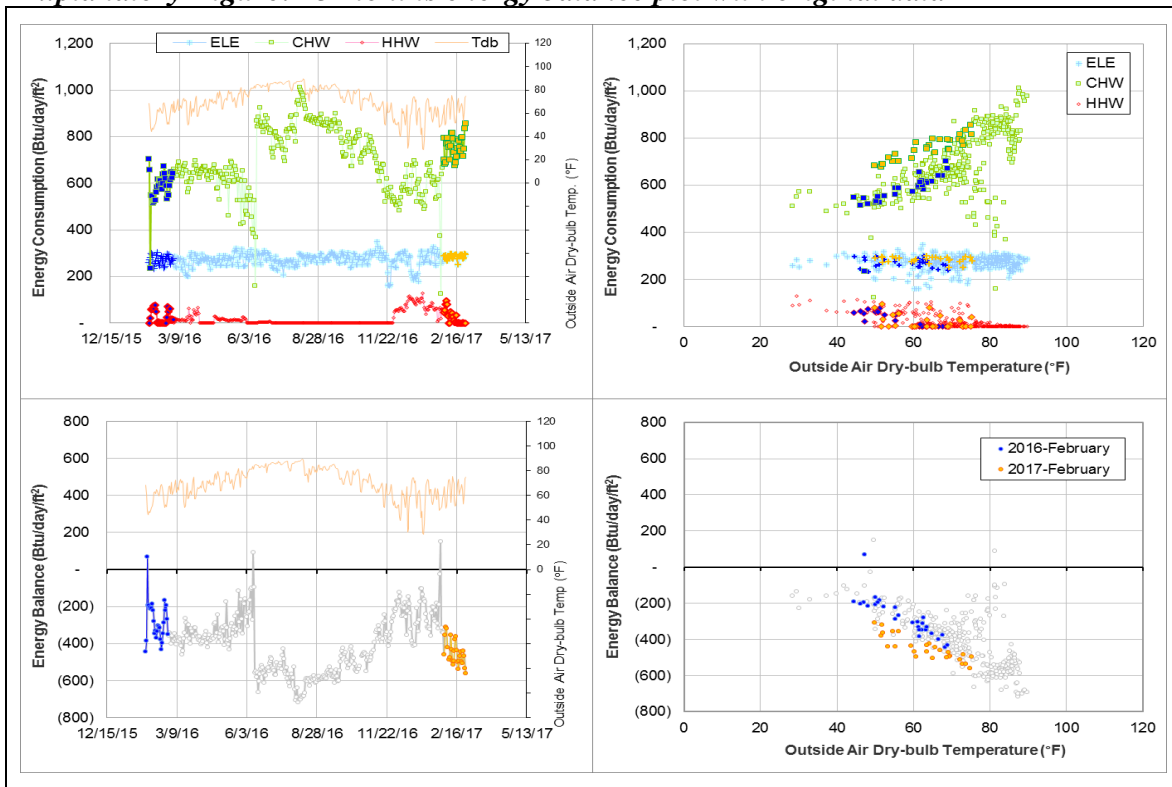 ELE CHW HHW Tdb
1,200
1,000
800
600
400
200
-
Energy Consumption (Btu/day/ft²)
120
100
80
60
40
20
0
Outside Air Dry-bulb Temp. (°F)
12/15/15 3/9/16 6/3/16 8/28/16 11/22/16 2/16/17 5/13/17
1,200
1,000
800
600
400
200
-
Energy Consumption (Btu/day/ft²)
ELE
CHW
HHW
0 20 40 60 80 100 120
Outside Air Dry-bulb Temperature (°F)
800
600
400
200
-
(200)
(400)
(600)
(800)
Energy Balance (Btu/day/ft²)
120
100
80
60
40
20
0
Outside Air Dry-bulb Temp (°F)
12/15/15 3/9/16 6/3/16 8/28/16 11/22/16 2/16/17 5/13/17
800
600
400
200
-
(200)
(400)
(600)
(800)
Energy Balance (Btu/day/ft²)
2016-February
2017-February
0 20 40 60 80 100 120
Outside Air Dry-bulb Temperature (°F)